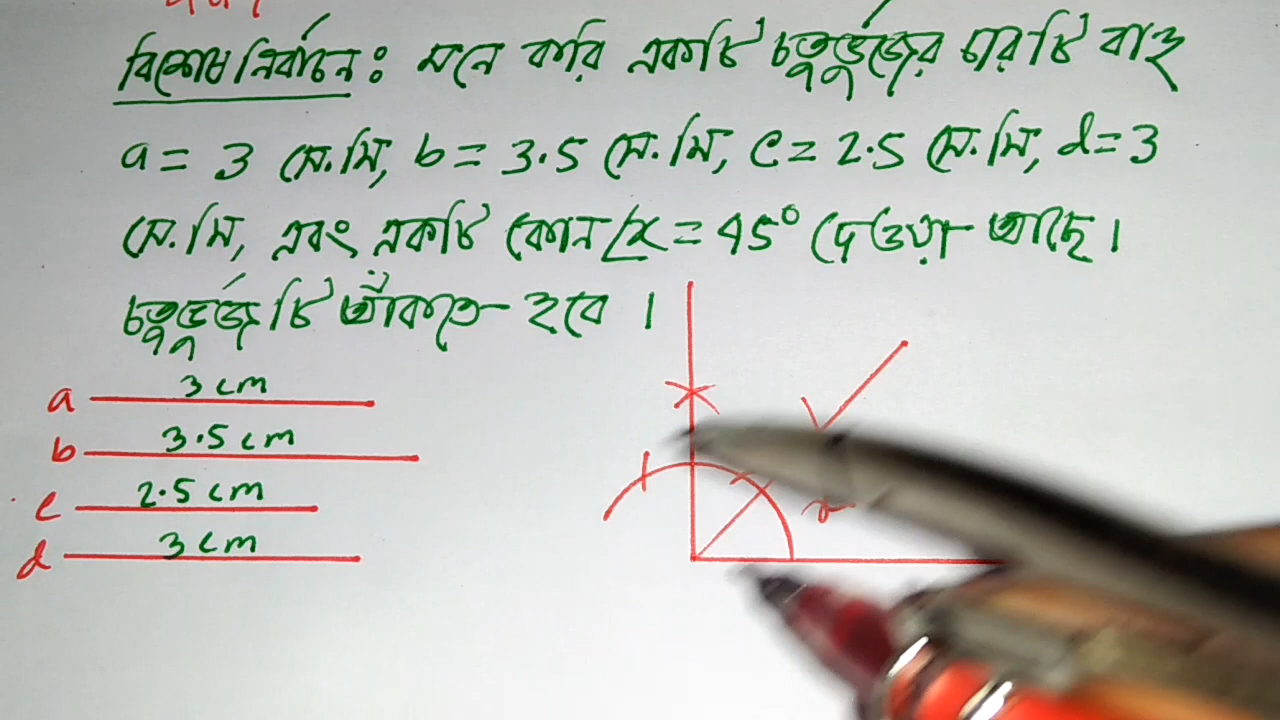 বিশেষ নির্বচন : মনে করি একটি চতুর্ভুজের চারটি বাহু
a = 3 সে.মি, b = 3.5 সে.মি, c = 2.5 সে.মি, d = 3
সে.মি, এবং একটি কোন ∠x = 45° দেওয়া আছে।
চতুর্ভুজটি আঁকতে হবে।
a 3 cm
b 3.5 cm
c 2.5 cm
d 3 cm
x